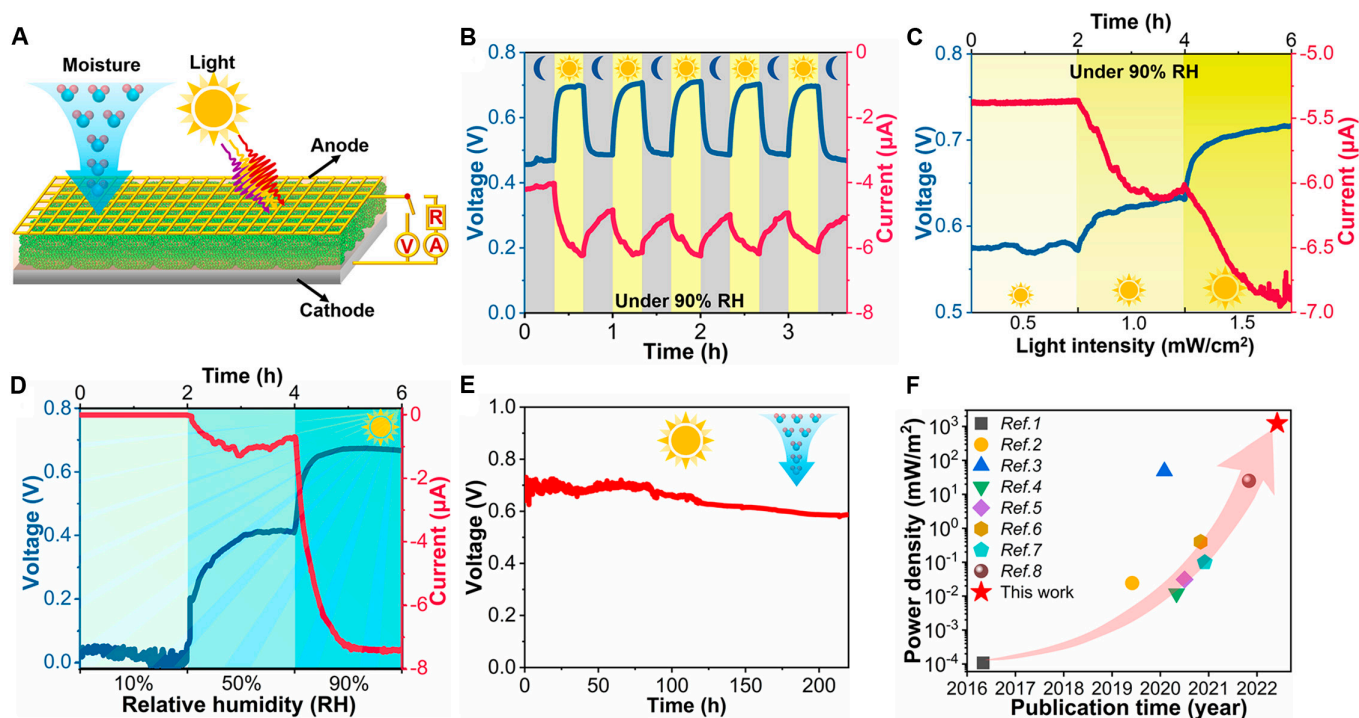 A
Moisture
Light
Anode
Cathode
V
R
A
B
Voltage (V)
0.8
0.6
0.4
0.2
0.0
Under 90% RH
0
1
2
3
Time (h)
0
-2
-4
-6
-8
Current (μA)
C
Time (h)
0
2
4
6
Under 90% RH
Voltage (V)
0.8
0.7
0.6
0.5
-5.0
-5.5
-6.0
-6.5
-7.0
Current (μA)
0.5
1.0
1.5
Light intensity (mW/cm²)
D
Time (h)
0
2
4
6
Voltage (V)
0.8
0.6
0.4
0.2
0.0
0
-2
-4
-6
-8
Current (μA)
10%
50%
90%
Relative humidity (RH)
E
Voltage (V)
1.0
0.8
0.6
0.4
0.2
0.0
0
50
100
150
200
Time (h)
F
Power density (mW/m²)
10³
10²
10¹
10⁰
10⁻¹
10⁻²
10⁻³
10⁻⁴
Ref.1
Ref.2
Ref.3
Ref.4
Ref.5
Ref.6
Ref.7
Ref.8
This work
2016
2017
2018
2019
2020
2021
2022
Publication time (year)